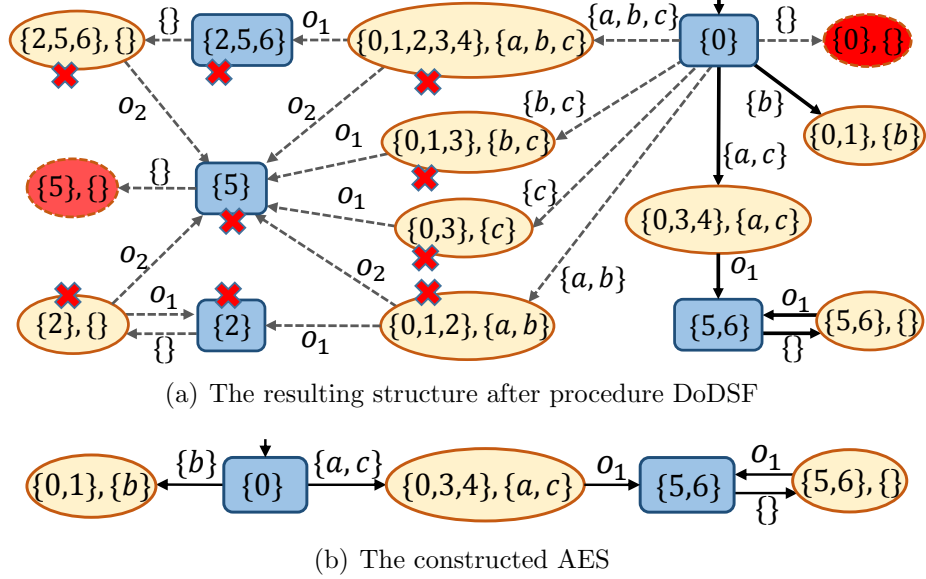 {a, b, c} {}
{2,5,6}, {} {} {2,5,6} o₁ {0,1,2,3,4}, {a, b, c} {0} {0}, {}
o₂ o₂ {b, c} {b}
o₁ {0,1,3}, {b, c} {0,1}, {b}
{a, c}
{5}, {} {} {5} {c}
o₁ {0,3}, {c} {0,3,4}, {a, c}
o₂ o₂ {a, b} o₁
o₁ o₁
{2}, {} {} {2} o₁ {0,1,2}, {a, b} {5,6} {} {5,6}, {}
(a) The resulting structure after procedure DoDSF
{b} {a, c} o₁ o₁
{0,1}, {b} {0} {0,3,4}, {a, c} {5,6} {} {5,6}, {}
(b) The constructed AES